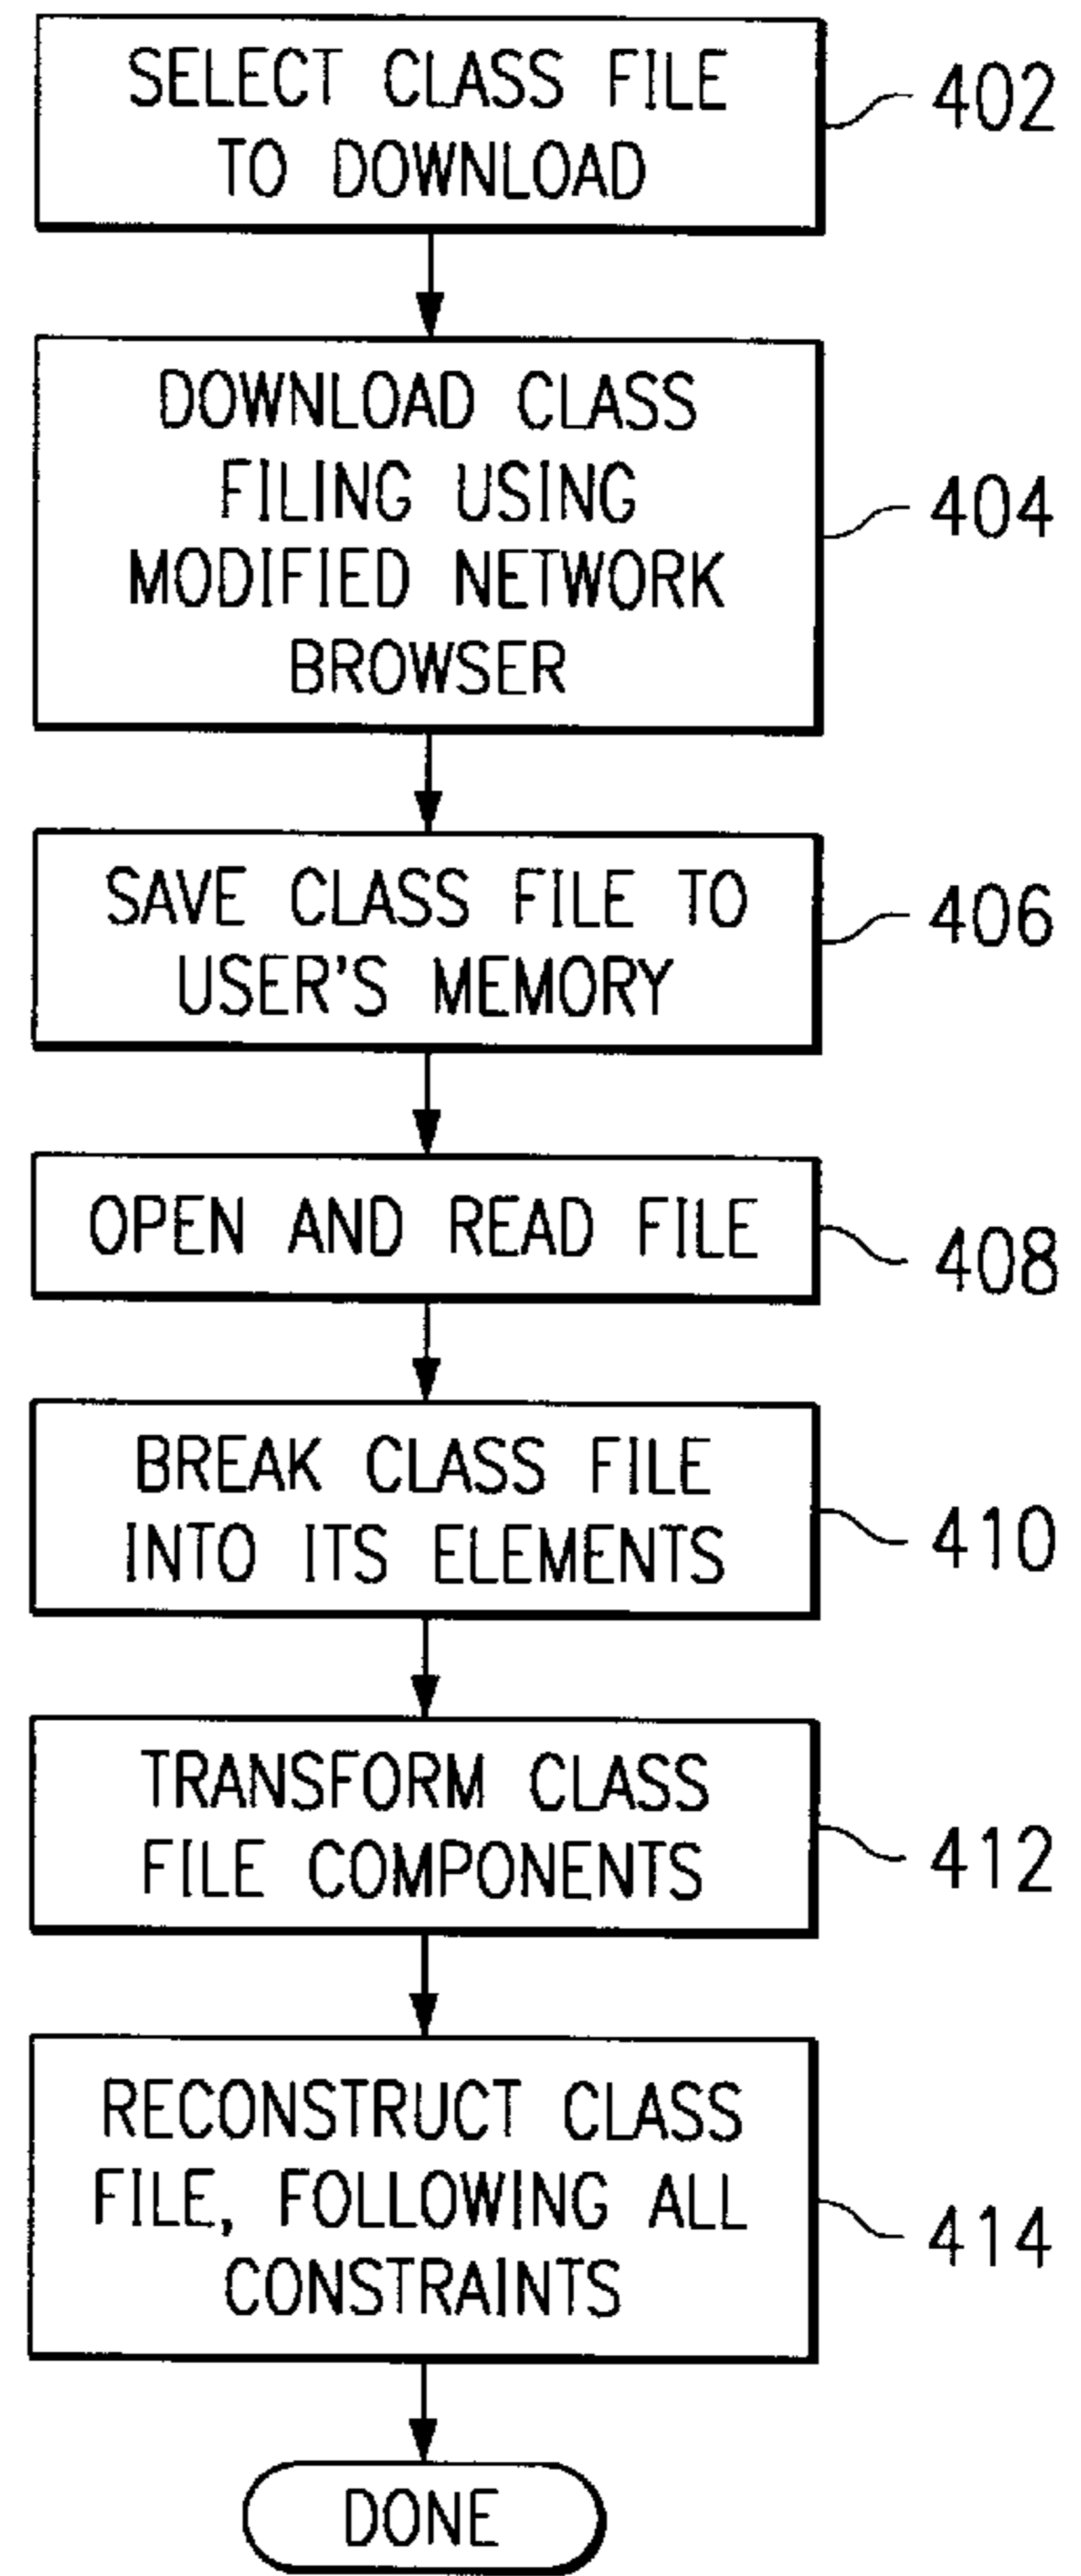 SELECT CLASS FILE
TO DOWNLOAD
402
DOWNLOAD CLASS
FILING USING
MODIFIED NETWORK
BROWSER
404
SAVE CLASS FILE TO
USER'S MEMORY
406
OPEN AND READ FILE
408
BREAK CLASS FILE
INTO ITS ELEMENTS
410
TRANSFORM CLASS
FILE COMPONENTS
412
RECONSTRUCT CLASS
FILE, FOLLOWING ALL
CONSTRAINTS
414
DONE